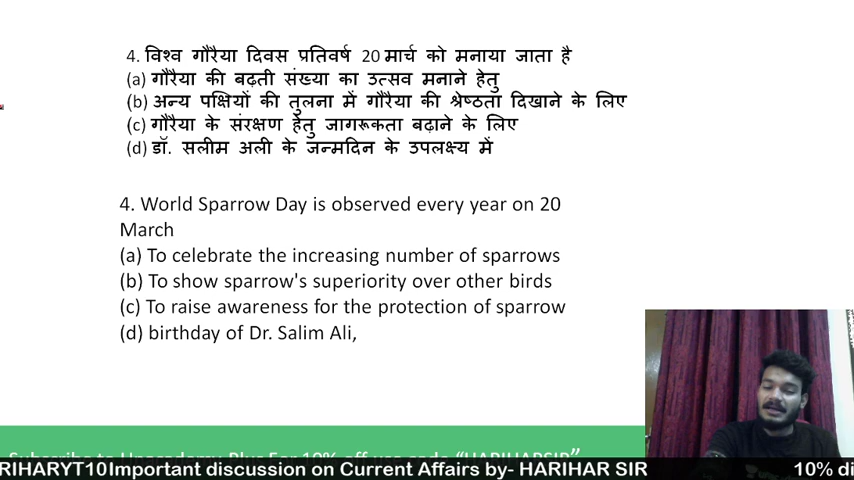 4. विश्व गौरैया दिवस प्रतिवर्ष 20 मार्च को मनाया जाता है
(a) गौरैया की बढ़ती संख्या का उत्सव मनाने हेतु
(b) अन्य पक्षियों की तुलना में गौरैया की श्रेष्ठता दिखाने के लिए
(c) गौरैया के संरक्षण हेतु जागरूकता बढ़ाने के लिए
(d) डॉ. सलीम अली के जन्मदिन के उपलक्ष्य में
4. World Sparrow Day is observed every year on 20
March
(a) To celebrate the increasing number of sparrows
(b) To show sparrow's superiority over other birds
(c) To raise awareness for the protection of sparrow
(d) birthday of Dr. Salim Ali,
RIHARYT10Important discussion on Current Affairs by- HARIHAR SIR 10% di